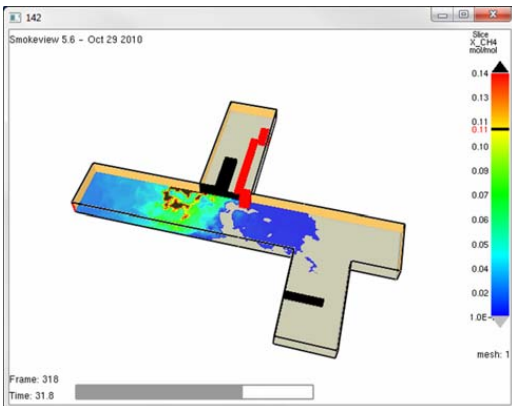 142
Smokeview 5.6 - Oct 29 2010
Slice
X_CH4
mol/mol
0.14
0.13
0.11
0.11
0.10
0.09
0.07
0.06
0.05
0.04
0.02
1.0E-
mesh: 1
Frame: 318
Time: 31.8